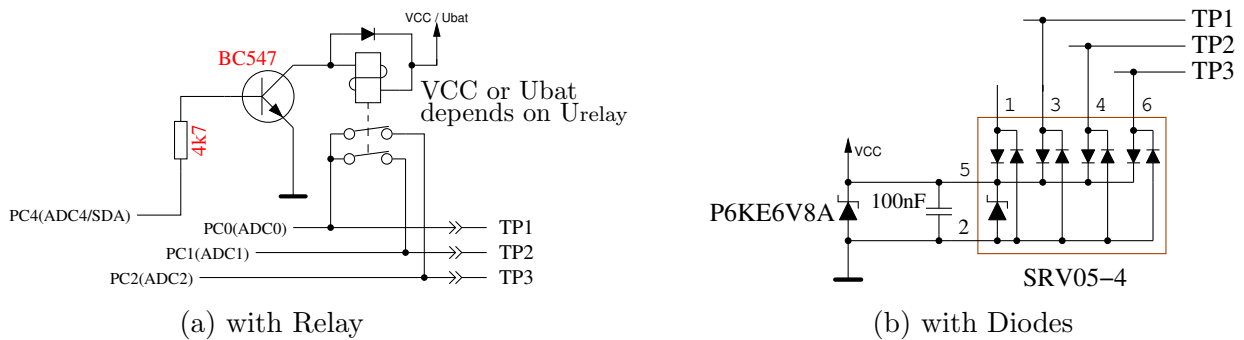 VCC / Ubat
BC547
VCC or Ubat
depends on Urelay
4k7
PC4(ADC4/SDA)
PC0(ADC0)
TP1
PC1(ADC1)
TP2
PC2(ADC2)
TP3
(a) with Relay
TP1
TP2
TP3
1
3
4
6
VCC
5
P6KE6V8A
100nF
2
SRV05−4
(b) with Diodes